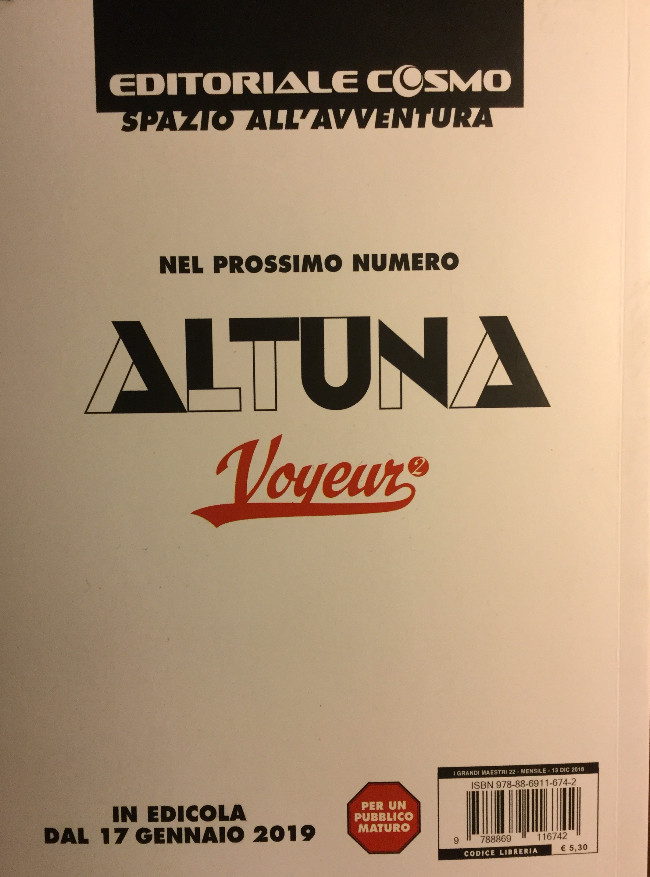 EDITORIALE COSMO
SPAZIO ALL'AVVENTURA
NEL PROSSIMO NUMERO
ALTUNA
Voyeur 2
IN EDICOLA
DAL 17 GENNAIO 2019
PER UN
PUBBLICO
MATURO
I GRANDI MAESTRI 22 - MENSILE - 13 DIC 2018
ISBN 978-88-6911-674-2
9 788869 116742
CODICE LIBRERIA € 5,30